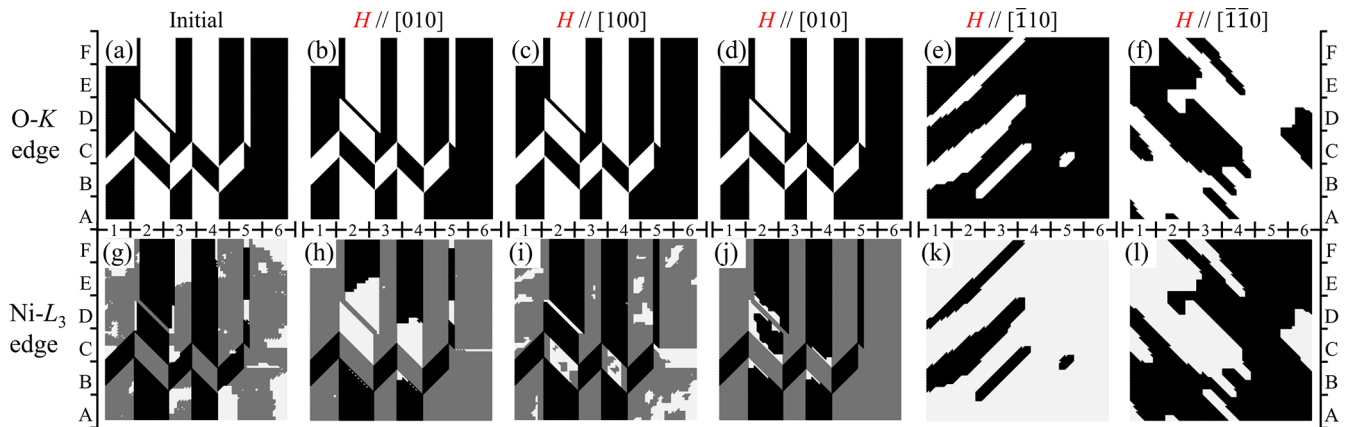 Initial H // [010] H // [100] H // [010] H // [1̅10] H // [1̅1̅0]
(a) (b) (c) (d) (e) (f)
F F
E E
D D
O-K
edge
C C
B B
A A
1 2 3 4 5 6 1 2 3 4 5 6 1 2 3 4 5 6 1 2 3 4 5 6 1 2 3 4 5 6 1 2 3 4 5 6
(g) (h) (i) (j) (k) (l)
F F
E E
D D
Ni-L3
edge
C C
B B
A A